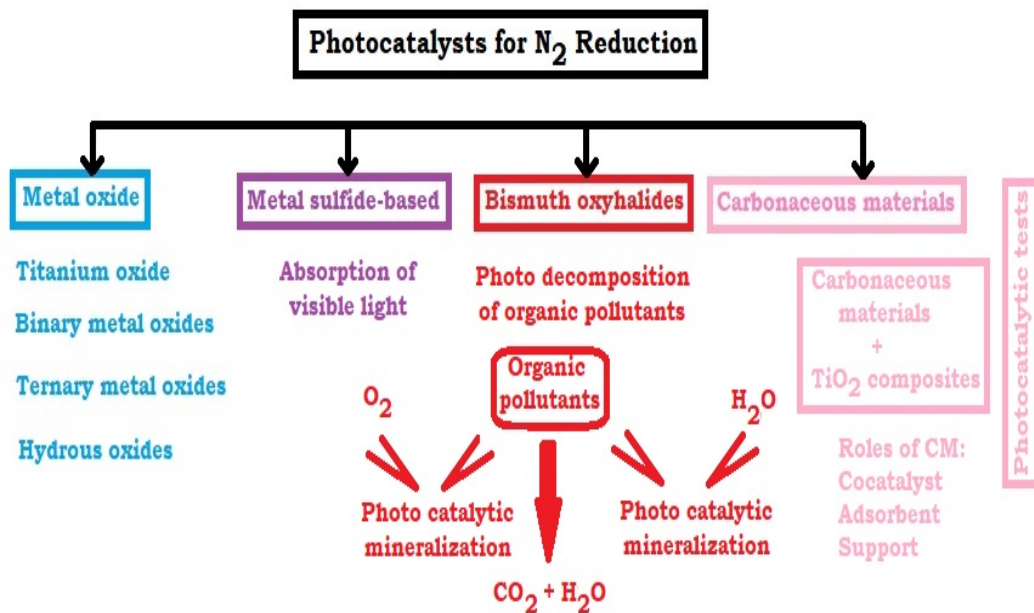 Photocatalysts for N₂ Reduction
Metal oxide
Titanium oxide
Binary metal oxides
Ternary metal oxides
Hydrous oxides
Metal sulfide-based
Absorption of
visible light
Bismuth oxyhalides
Photo decomposition
of organic pollutants
Organic
pollutants
O₂
H₂O
Photo catalytic
mineralization
Photo catalytic
mineralization
CO₂ + H₂O
Carbonaceous materials
Carbonaceous
materials
+
TiO₂ composites
Roles of CM:
Cocatalyst
Adsorbent
Support
Photocatalytic tests